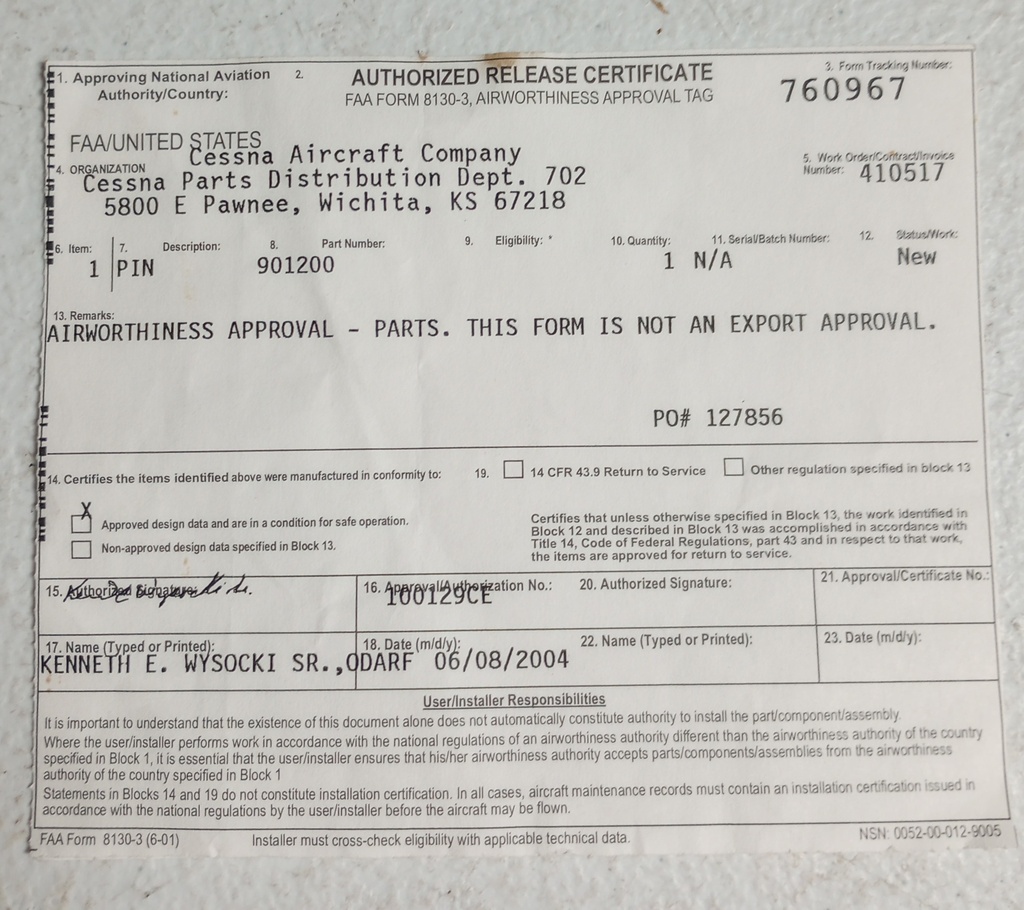 1. Approving National Aviation Authority/Country:
2. AUTHORIZED RELEASE CERTIFICATE
FAA FORM 8130-3, AIRWORTHINESS APPROVAL TAG
3. Form Tracking Number:
760967
FAA/UNITED STATES
4. ORGANIZATION
Cessna Aircraft Company
Cessna Parts Distribution Dept. 702
5800 E Pawnee, Wichita, KS 67218
5. Work Order/Contract/Invoice
Number: 410517
6. Item: 7. Description: 8. Part Number: 9. Eligibility: * 10. Quantity: 11. Serial/Batch Number: 12. Status/Work:
1 PIN 901200 1 N/A New
13. Remarks:
AIRWORTHINESS APPROVAL - PARTS. THIS FORM IS NOT AN EXPORT APPROVAL.
PO# 127856
14. Certifies the items identified above were manufactured in conformity to:
X Approved design data and are in a condition for safe operation.
Non-approved design data specified in Block 13.
19. 14 CFR 43.9 Return to Service Other regulation specified in block 13
Certifies that unless otherwise specified in Block 13, the work identified in
Block 12 and described in Block 13 was accomplished in accordance with
Title 14, Code of Federal Regulations, part 43 and in respect to that work,
the items are approved for return to service.
15. Authorized Signature: 16. Approval/Authorization No.: 20. Authorized Signature: 21. Approval/Certificate No.:
100129CE
17. Name (Typed or Printed): 18. Date (m/d/y): 22. Name (Typed or Printed): 23. Date (m/d/y):
KENNETH E. WYSOCKI SR.,ODARF 06/08/2004
User/Installer Responsibilities
It is important to understand that the existence of this document alone does not automatically constitute authority to install the part/component/assembly.
Where the user/installer performs work in accordance with the national regulations of an airworthiness authority different than the airworthiness authority of the country
specified in Block 1, it is essential that the user/installer ensures that his/her airworthiness authority accepts parts/components/assemblies from the airworthiness
authority of the country specified in Block 1
Statements in Blocks 14 and 19 do not constitute installation certification. In all cases, aircraft maintenance records must contain an installation certification issued in
accordance with the national regulations by the user/installer before the aircraft may be flown.
FAA Form 8130-3 (6-01) Installer must cross-check eligibility with applicable technical data. NSN: 0052-00-012-9005